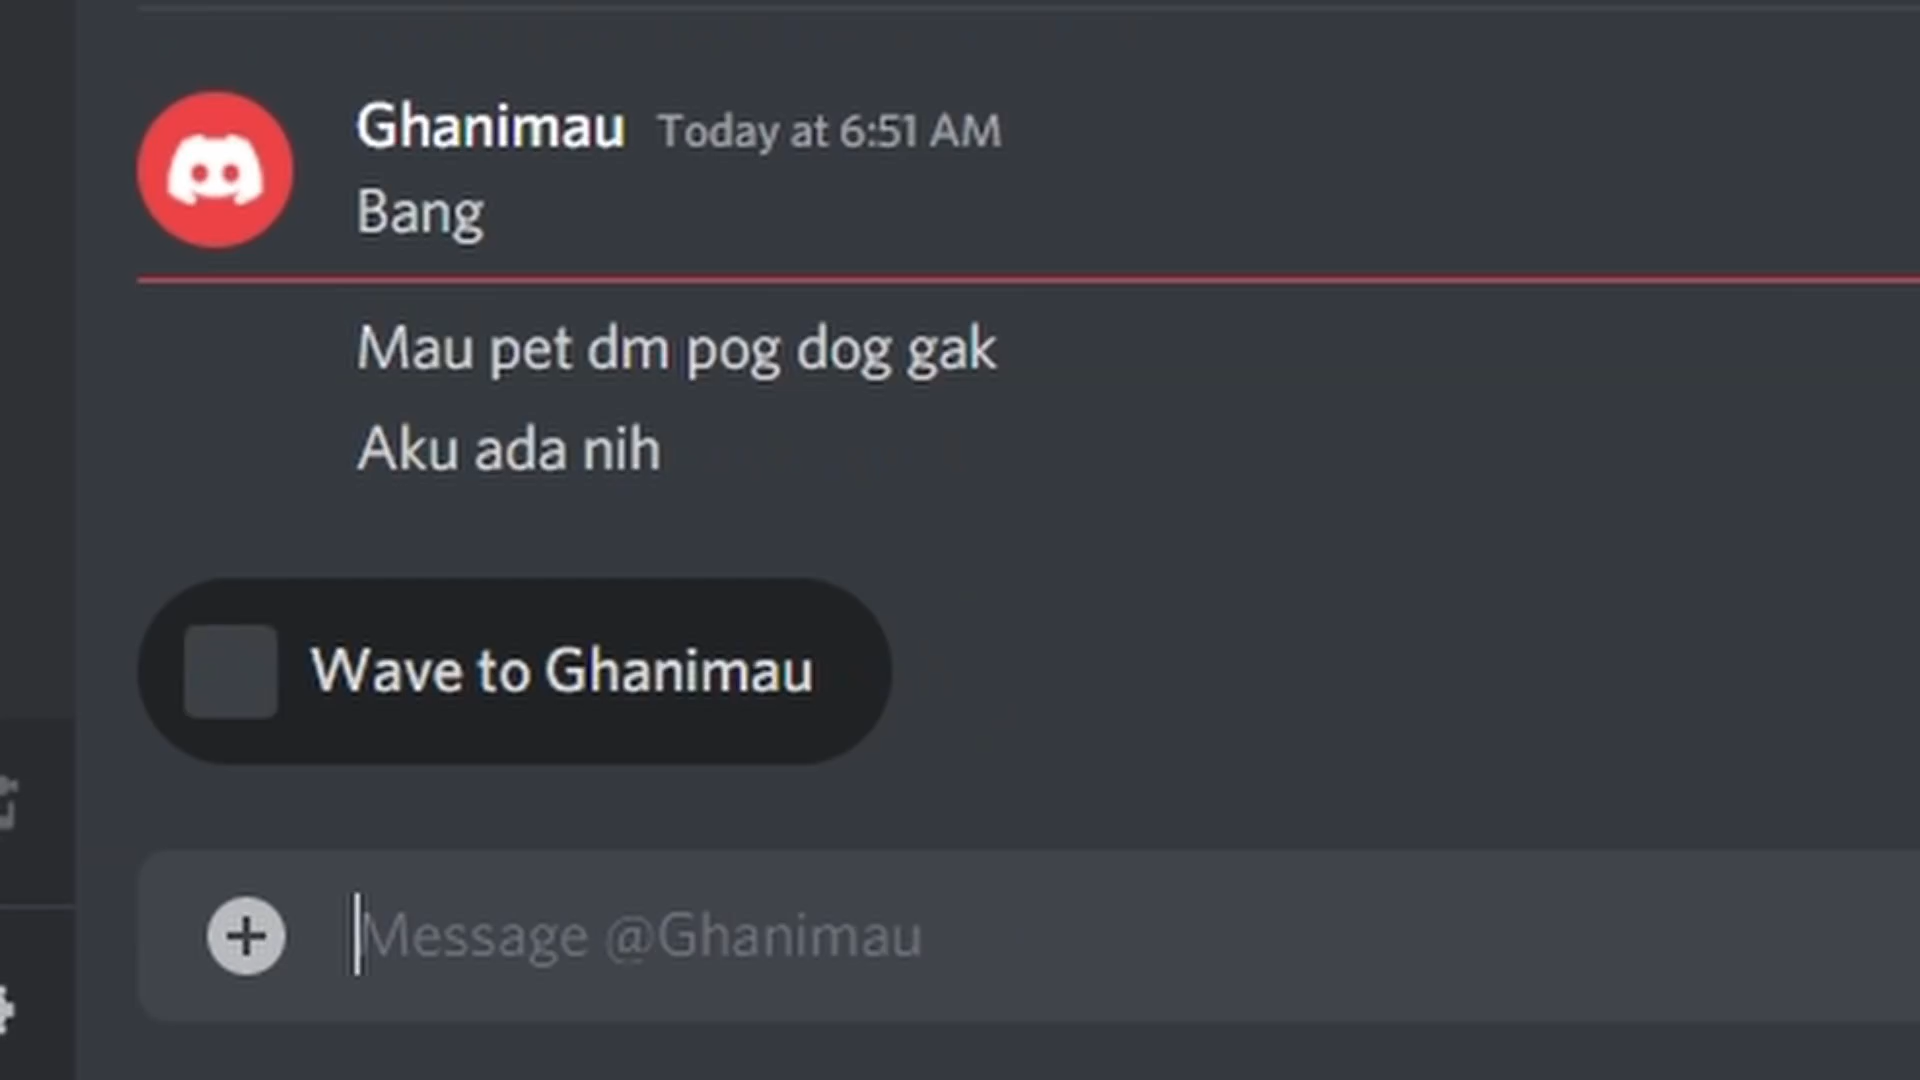 Ghanimau Today at 6:51 AM
Bang
Mau pet dm pog dog gak
Aku ada nih
Wave to Ghanimau
Message @Ghanimau